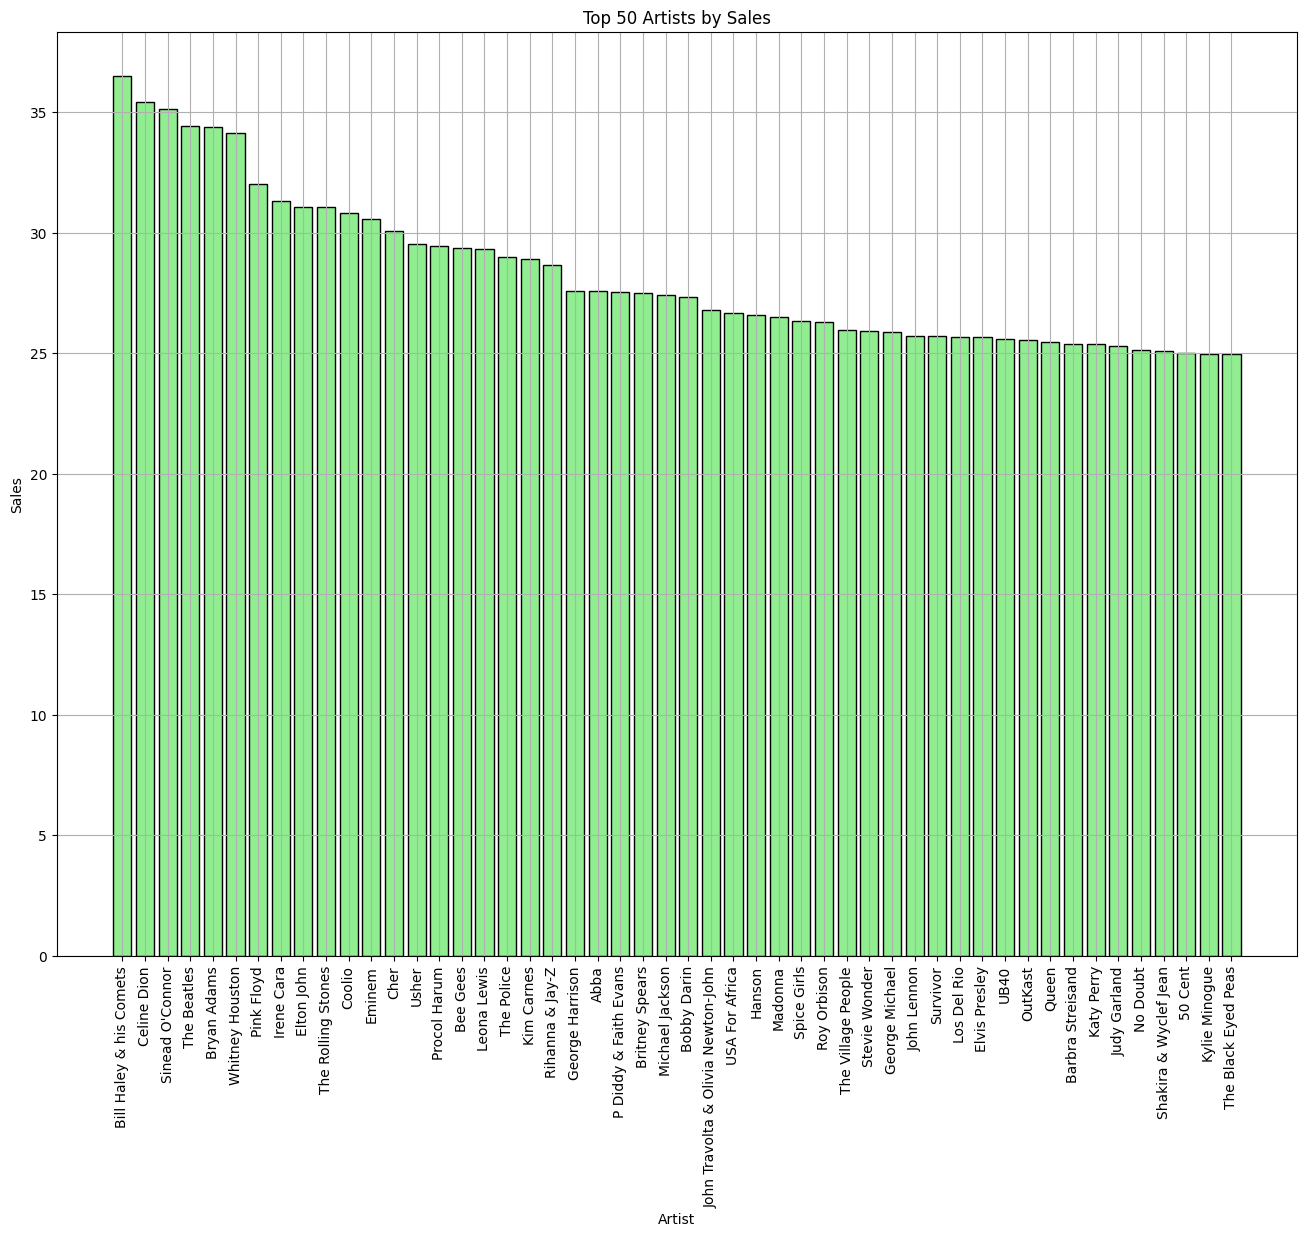 Top 50 Artists by Sales
Sales
35
30
25
20
15
10
5
0
Bill Haley & his Comets
Celine Dion
Sinead O'Connor
The Beatles
Bryan Adams
Whitney Houston
Pink Floyd
Irene Cara
Elton John
The Rolling Stones
Coolio
Eminem
Cher
Usher
Procol Harum
Bee Gees
Leona Lewis
The Police
Kim Carnes
Rihanna & Jay-Z
George Harrison
Abba
P Diddy & Faith Evans
Britney Spears
Michael Jackson
Bobby Darin
John Travolta & Olivia Newton-John
USA For Africa
Hanson
Madonna
Spice Girls
Roy Orbison
The Village People
Stevie Wonder
George Michael
John Lennon
Survivor
Los Del Rio
Elvis Presley
UB40
OutKast
Queen
Barbra Streisand
Katy Perry
Judy Garland
No Doubt
Shakira & Wyclef Jean
50 Cent
Kylie Minogue
The Black Eyed Peas
Artist